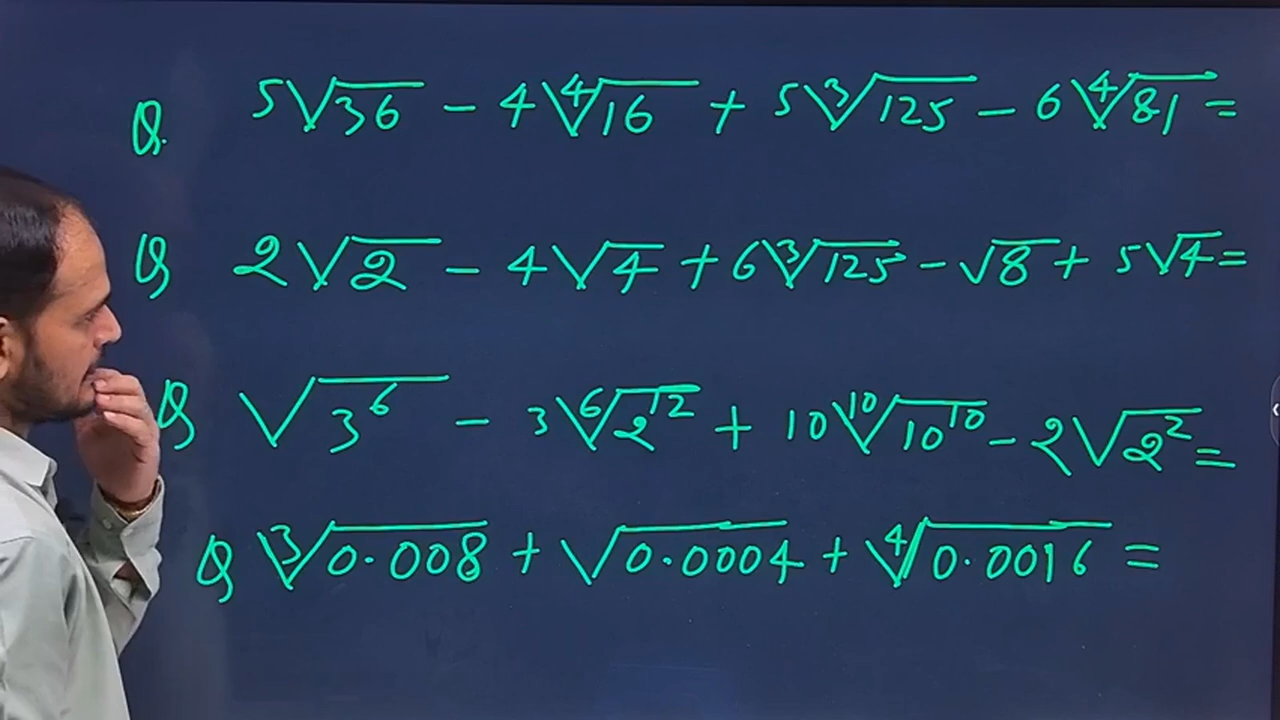 Q. 5√36 - 4∜16 + 5∛125 - 6∜81 =
Q 2√2 - 4√4 + 6∛125 - √8 + 5√4 =
Q √3⁶ - 3⁶√2¹² + 10¹⁰√10¹⁰ - 2√2² =
Q ∛0.008 + √0.0004 + ∜0.0016 =